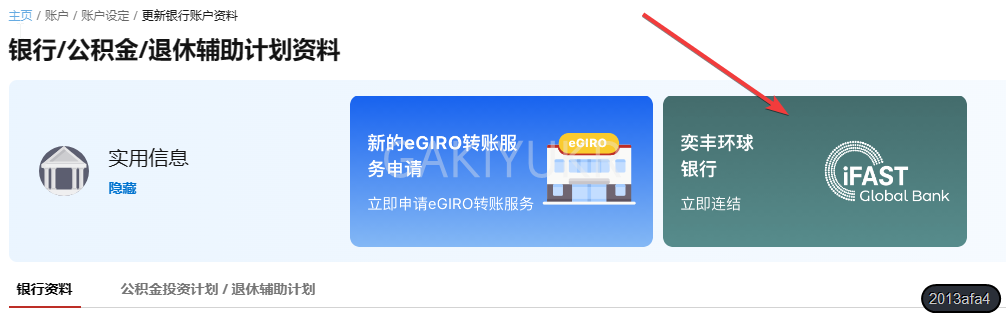 主页 / 账户 / 账户设定 / 更新银行账户资料
银行/公积金/退休辅助计划资料
实用信息
隐藏
新的eGIRO转账服
务申请
立即申请eGIRO转账服务
eGIRO
奕丰环球
银行
立即连结
iFAST
Global Bank
银行资料
公积金投资计划 / 退休辅助计划
2013afa4